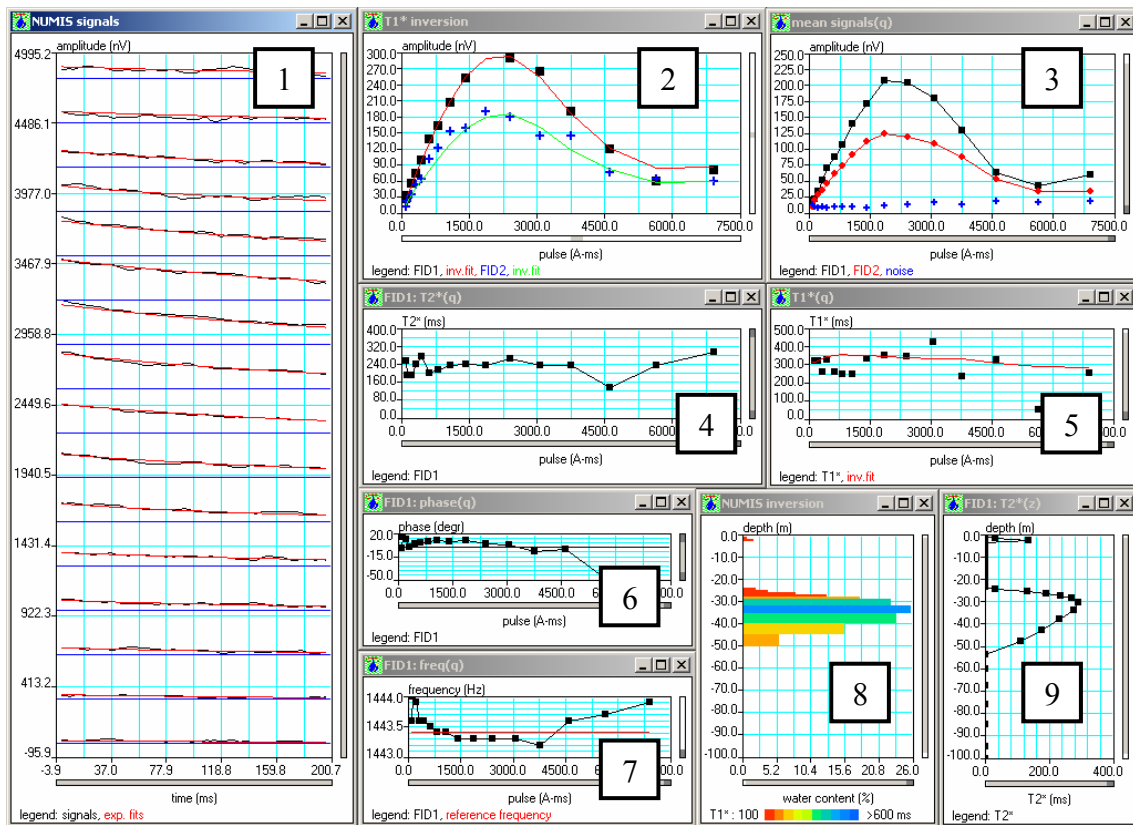 NUMIS signals
amplitude (nV)
4995.2
4486.1
3977.0
3467.9
2958.8
2449.6
1940.5
1431.4
922.3
413.2
-95.9
-3.9 37.0 77.9 118.8 159.8 200.7
time (ms)
legend: signals, exp. fits
1
T1* inversion
amplitude (nV)
300.0
270.0
240.0
210.0
180.0
150.0
120.0
90.0
60.0
30.0
0.0
0.0 1500.0 3000.0 4500.0 6000.0 7500.0
pulse (A-ms)
legend: FID1, inv.fit, FID2, inv.fit
2
mean signals(q)
amplitude (nV)
250.0
225.0
200.0
175.0
150.0
125.0
100.0
75.0
50.0
25.0
0.0
0.0 1500.0 3000.0 4500.0 6000.0 7500.0
pulse (A-ms)
legend: FID1, FID2, noise
3
FID1: T2*(q)
T2* (ms)
400.0
320.0
240.0
160.0
80.0
0.0
0.0 1500.0 3000.0 4500.0 600 0.0
pulse (A-ms)
legend: FID1
4
T1*(q)
T1* (ms)
500.0
400.0
300.0
200.0
100.0
0.0
0.0 1500.0 3000.0 4500.0 6 00.0
pulse (A-ms)
legend: T1*, inv.fit
5
FID1: phase(q)
phase (degr)
20.0
-15.0
-50.0
0.0 1500.0 3000.0 4500.0 00.0
pulse (A-ms)
legend: FID1
6
FID1: freq(q)
frequency (Hz)
1444.0
1443.5
1443.0
0.0 1500.0 3000.0 4500.0 00.0
pulse (A-ms)
legend: FID1, reference frequency
7
NUMIS inversion
depth (m)
0.0
-10.0
-20.0
-30.0
-40.0
-50.0
-60.0
-70.0
-80.0
-90.0
-100.0
0.0 5.2 10.4 15.6 20.8 26.0
water content (%)
T1* : 100 >600 ms
8
FID1: T2*(z)
depth (m)
0.0
-10.0
-20.0
-30.0
-40.0
-50.0
-60.0
-70.0
-80.0
-90.0
-100.0
0.0 200.0 400.0
T2* (ms)
legend: T2*
9